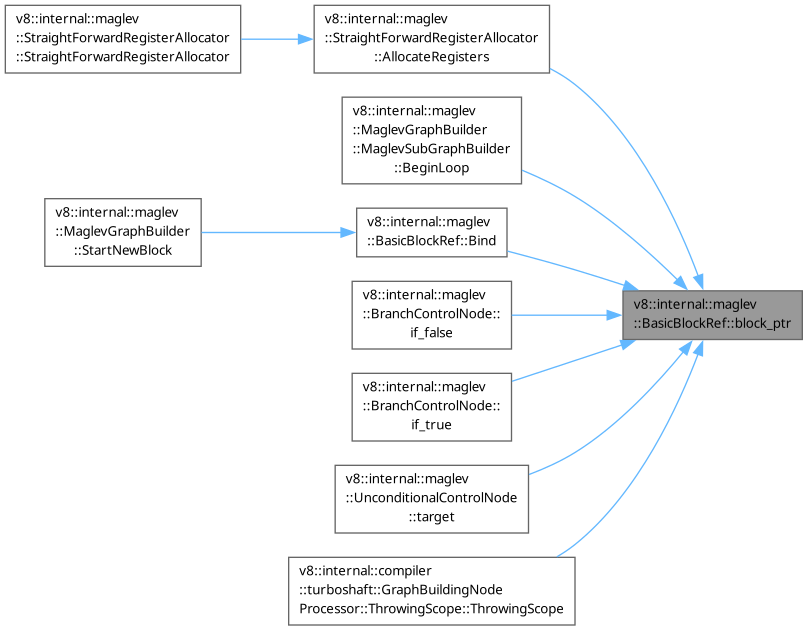 v8::internal::maglev
::StraightForwardRegisterAllocator
::StraightForwardRegisterAllocator
v8::internal::maglev
::StraightForwardRegisterAllocator
::AllocateRegisters
v8::internal::maglev
::MaglevGraphBuilder
::MaglevSubGraphBuilder
::BeginLoop
v8::internal::maglev
::MaglevGraphBuilder
::StartNewBlock
v8::internal::maglev
::BasicBlockRef::Bind
v8::internal::maglev
::BranchControlNode::
if_false
v8::internal::maglev
::BasicBlockRef::block_ptr
v8::internal::maglev
::BranchControlNode::
if_true
v8::internal::maglev
::UnconditionalControlNode
::target
v8::internal::compiler
::turboshaft::GraphBuildingNode
Processor::ThrowingScope::ThrowingScope